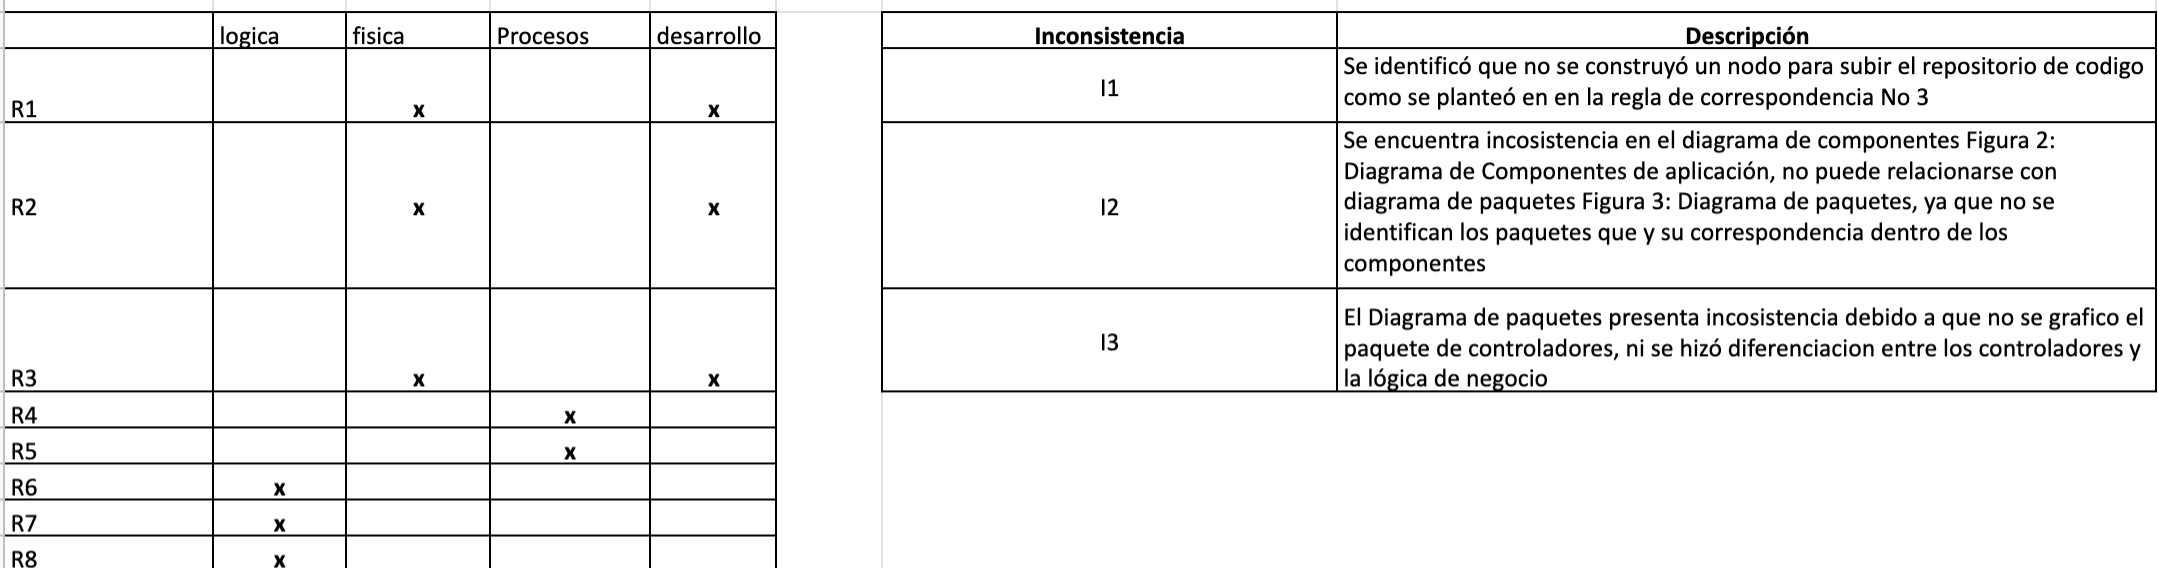 logica fisica Procesos desarrollo
R1 x x
R2 x x
R3 x x
R4 x
R5 x
R6 x
R7 x
R8 x
Inconsistencia Descripción
I1
Se identificó que no se construyó un nodo para subir el repositorio de codigo
como se planteó en en la regla de correspondencia No 3
I2
Se encuentra incosistencia en el diagrama de componentes Figura 2:
Diagrama de Componentes de aplicación, no puede relacionarse con
diagrama de paquetes Figura 3: Diagrama de paquetes, ya que no se
identifican los paquetes que y su correspondencia dentro de los
componentes
I3
El Diagrama de paquetes presenta incosistencia debido a que no se grafico el
paquete de controladores, ni se hizó diferenciacion entre los controladores y
la lógica de negocio